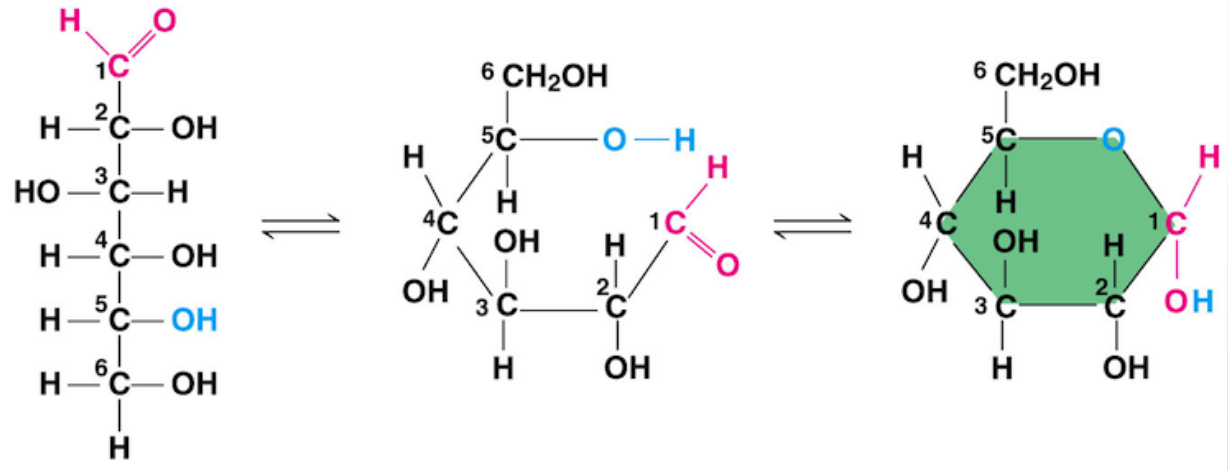 H O
1C
H 2C OH
HO 3C H
H 4C OH
H 5C OH
H 6C OH
H
6 CH2OH
5C O H
H H
H
4C 1C
OH H O
OH 3C 2C
H OH
6 CH2OH
5C O
H H
H
4C 1C
OH H
OH 3C 2C OH
H OH